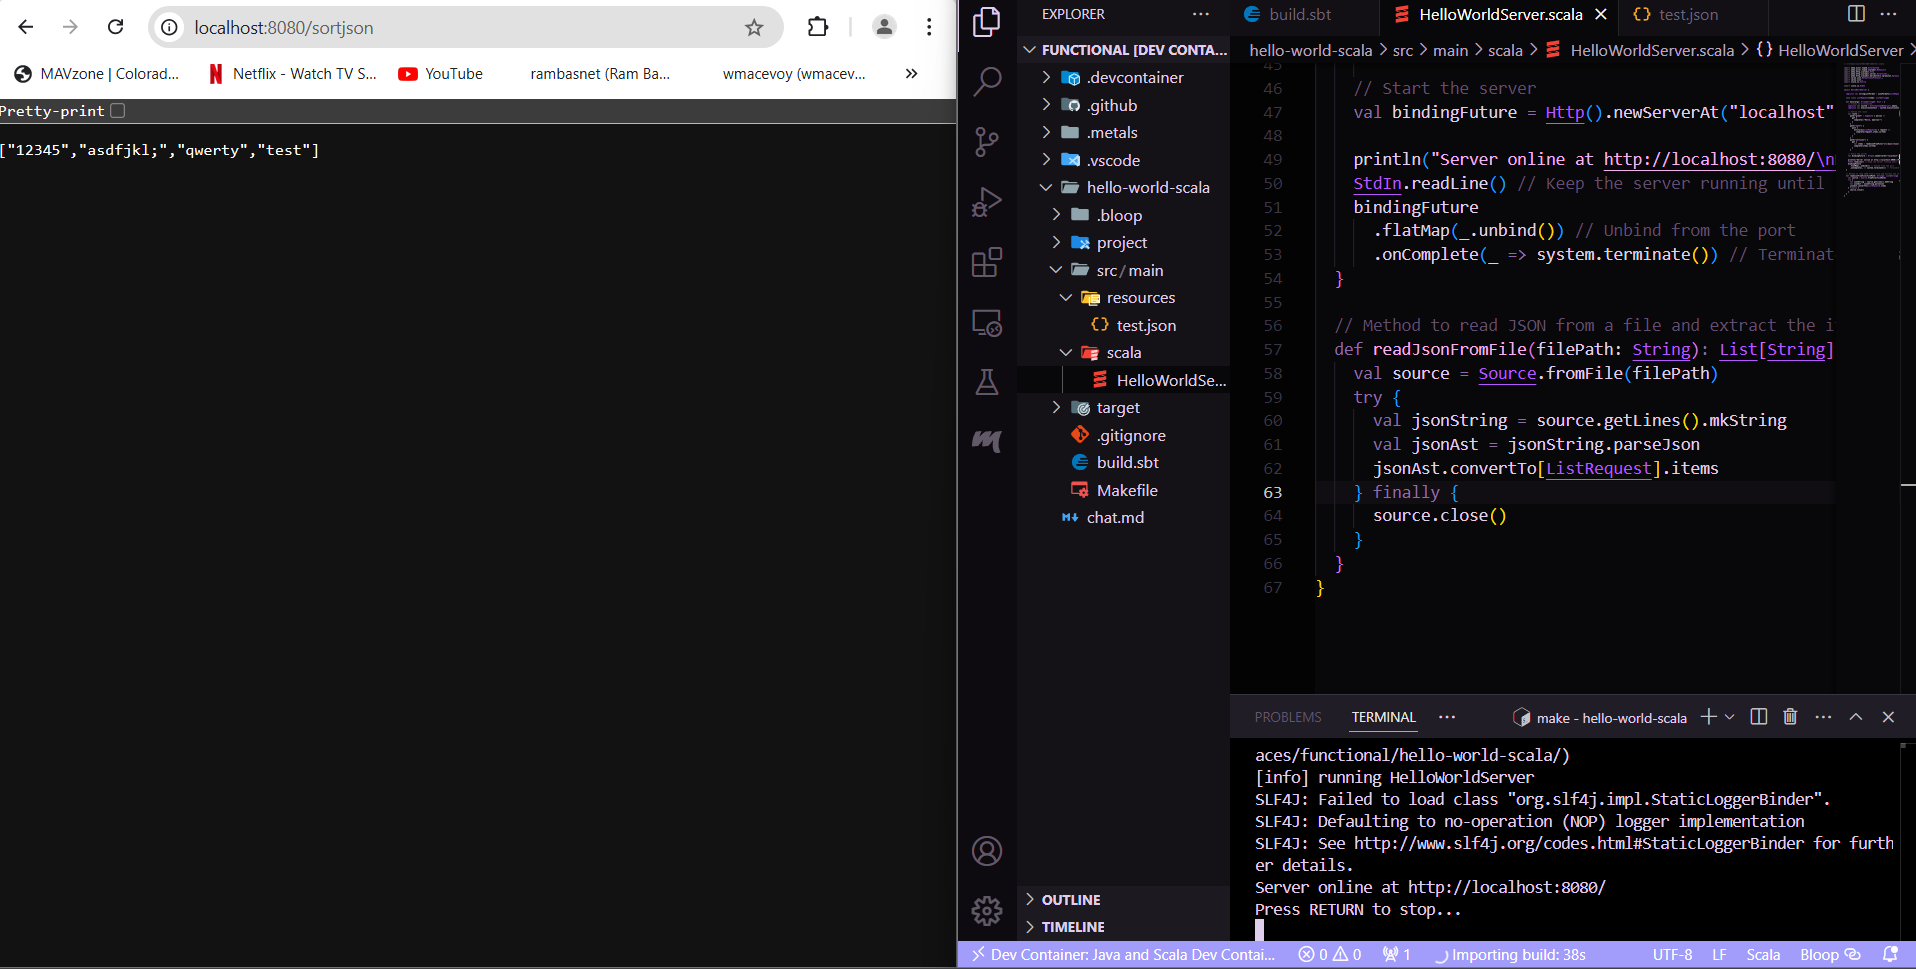 localhost:8080/sortjson
MAVzone | Colorad...
Netflix - Watch TV S...
YouTube
rambasnet (Ram Ba...
wmacevoy (wmacev...
Pretty-print
["12345","asdfjkl;","qwerty","test"]
EXPLORER
FUNCTIONAL [DEV CONTA...
.devcontainer
.github
.metals
.vscode
hello-world-scala
.bloop
project
src/main
resources
test.json
scala
HelloWorldSe...
target
.gitignore
build.sbt
Makefile
chat.md
OUTLINE
TIMELINE
build.sbt
HelloWorldServer.scala
test.json
hello-world-scala > src > main > scala > HelloWorldServer.scala > {} HelloWorldServer >
45
46 // Start the server
47 val bindingFuture = Http().newServerAt("localhost"
48
49 println("Server online at http://localhost:8080/\n
50 StdIn.readLine() // Keep the server running until
51 bindingFuture
52 .flatMap(_.unbind()) // Unbind from the port
53 .onComplete(_ => system.terminate()) // Terminat
54 }
55
56 // Method to read JSON from a file and extract the i
57 def readJsonFromFile(filePath: String): List[String]
58 val source = Source.fromFile(filePath)
59 try {
60 val jsonString = source.getLines().mkString
61 val jsonAst = jsonString.parseJson
62 jsonAst.convertTo[ListRequest].items
63 } finally {
64 source.close()
65 }
66 }
67 }
PROBLEMS TERMINAL
make - hello-world-scala
aces/functional/hello-world-scala/)
[info] running HelloWorldServer
SLF4J: Failed to load class "org.slf4j.impl.StaticLoggerBinder".
SLF4J: Defaulting to no-operation (NOP) logger implementation
SLF4J: See http://www.slf4j.org/codes.html#StaticLoggerBinder for furth
er details.
Server online at http://localhost:8080/
Press RETURN to stop...
Dev Container: Java and Scala Dev Contai... 0 0 1 Importing build: 38s UTF-8 LF Scala Bloop